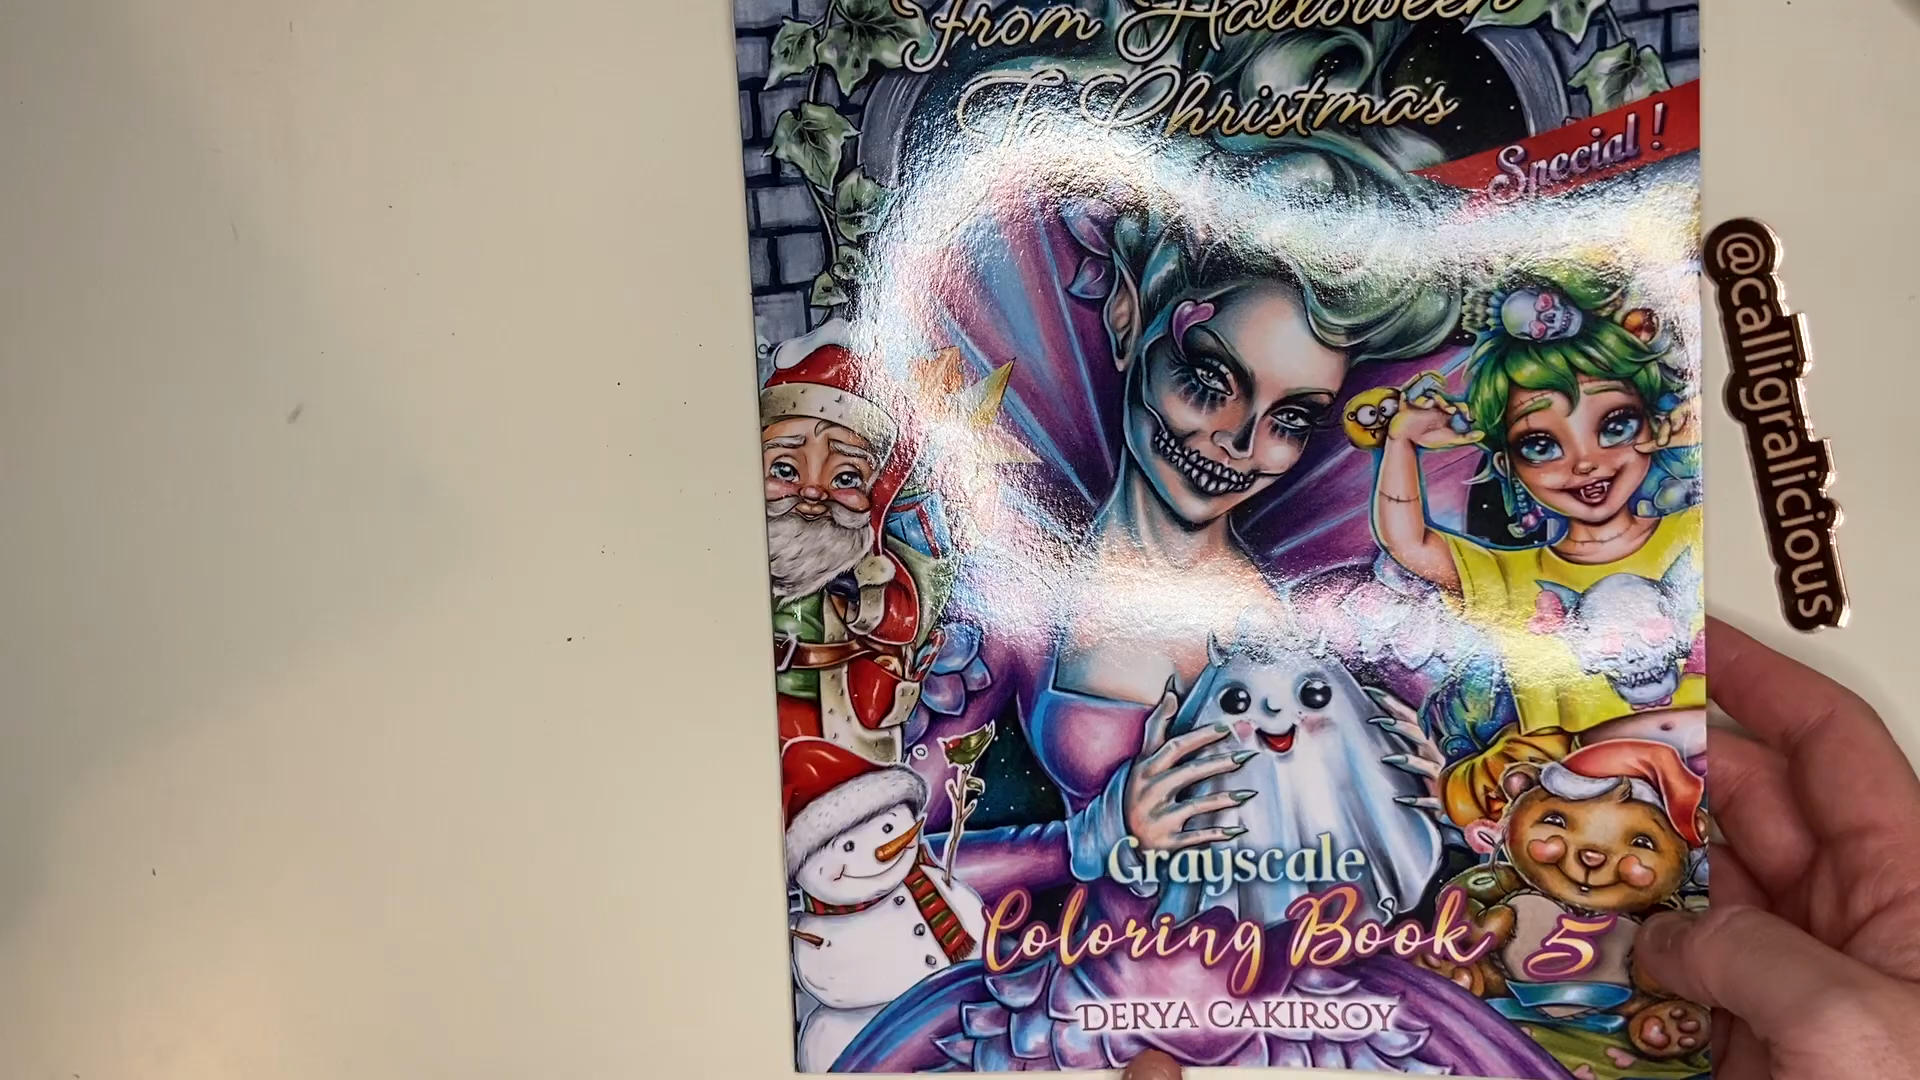 From Halloween
To Christmas
Special !
@calligralicious
Grayscale
Coloring Book 5
DERYA CAKIRSOY